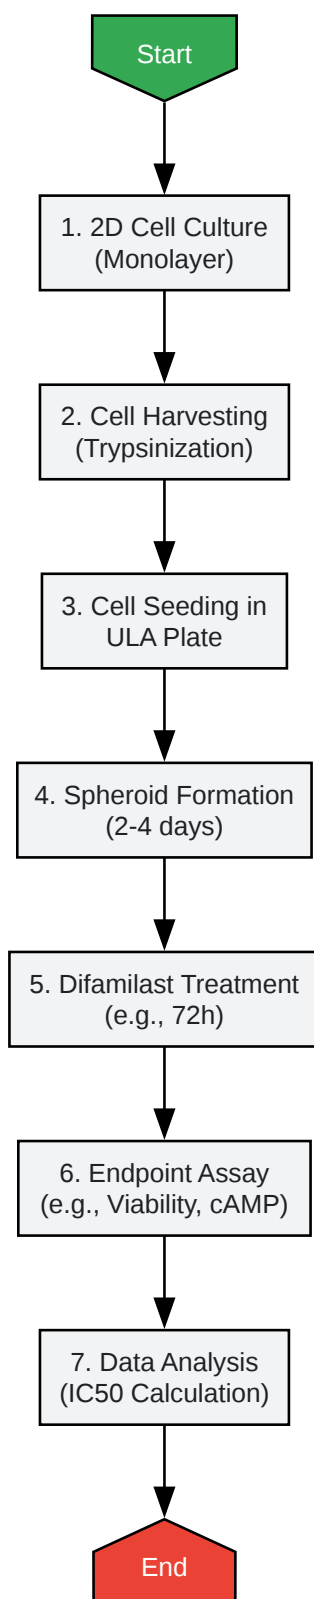 Start
1. 2D Cell Culture
(Monolayer)
2. Cell Harvesting
(Trypsinization)
3. Cell Seeding in
ULA Plate
4. Spheroid Formation
(2-4 days)
5. Difamilast Treatment
(e.g., 72h)
6. Endpoint Assay
(e.g., Viability, cAMP)
7. Data Analysis
(IC50 Calculation)
End